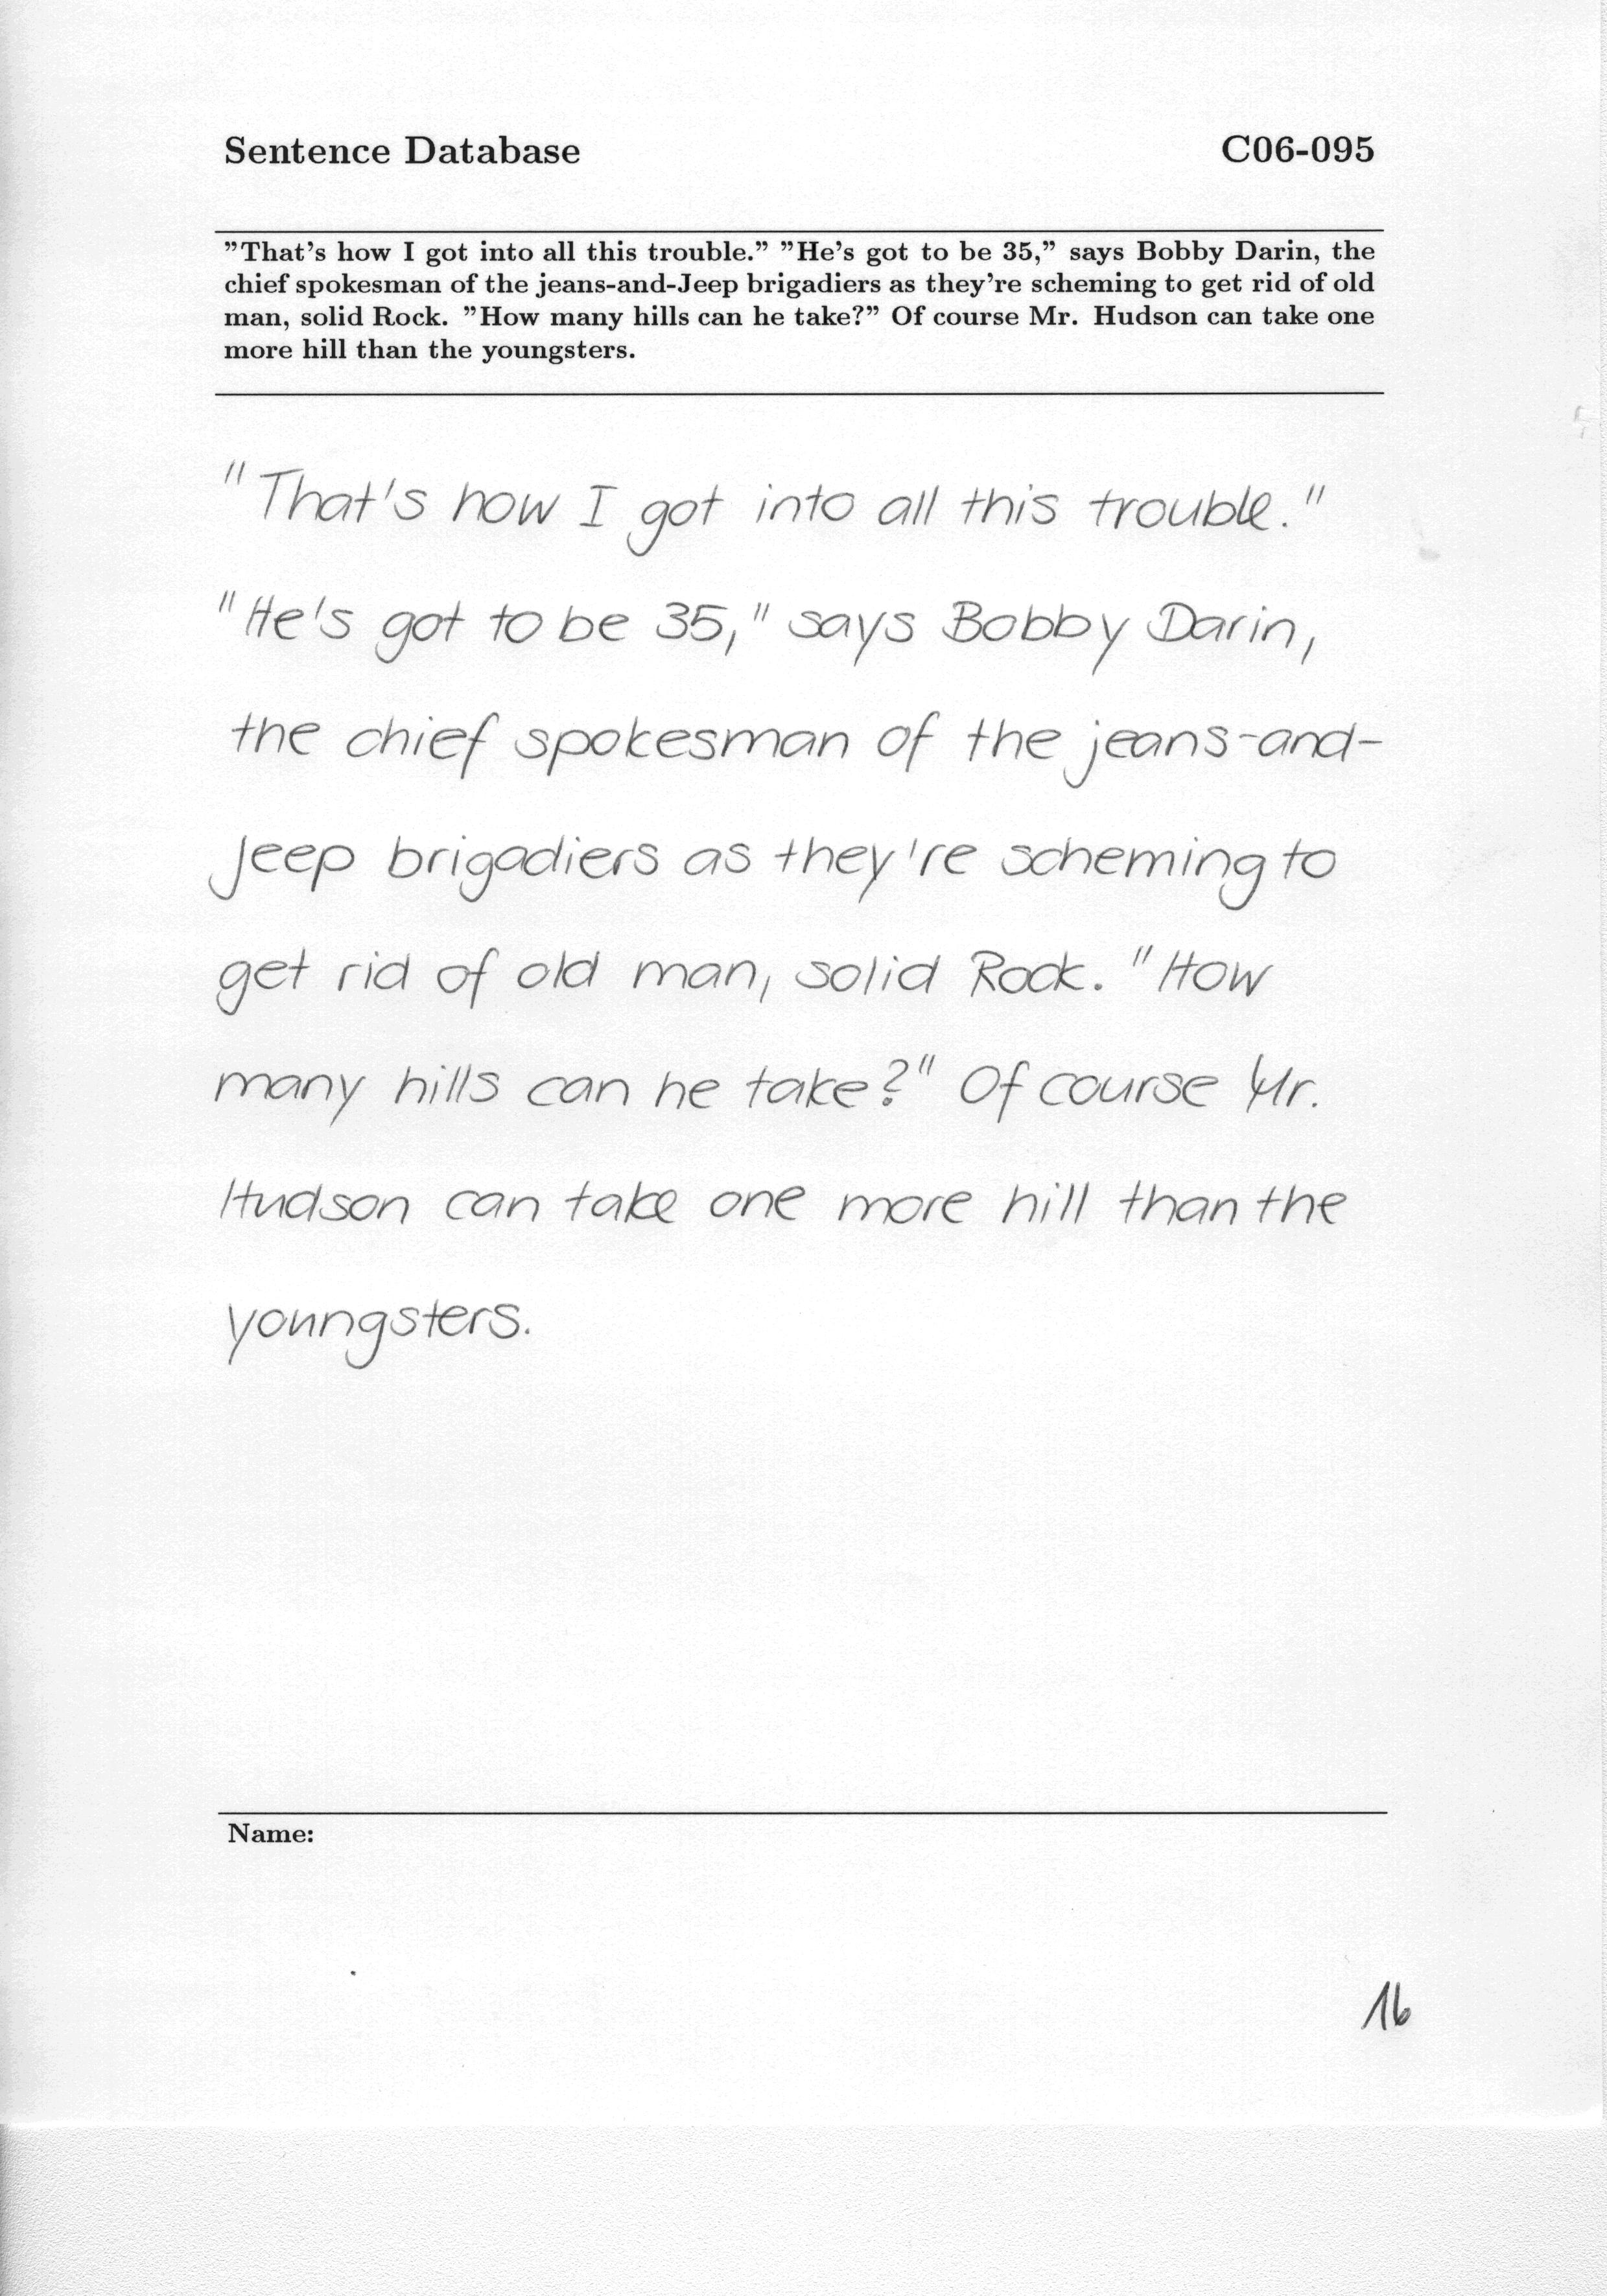 Sentence Database C06-095
”That’s how I got into all this trouble.” ”He’s got to be 35,” says Bobby Darin, the
chief spokesman of the jeans-and-Jeep brigadiers as they’re scheming to get rid of old
man, solid Rock. ”How many hills can he take?” Of course Mr. Hudson can take one
more hill than the youngsters.
"That's how I got into all this trouble."
"He's got to be 35," says Bobby Darin,
the chief spokesman of the jeans-and-
Jeep brigadiers as they're scheming to
get rid of old man, solid Rock. "How
many hills can he take?" Of course Mr.
Hudson can take one more hill than the
youngsters.
Name:
16